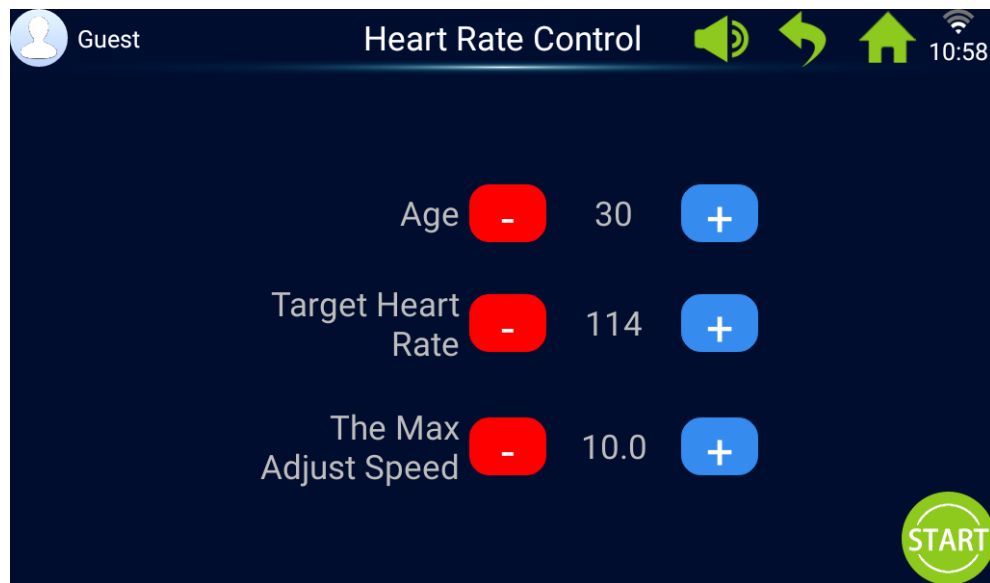 Guest
Heart Rate Control
10:58
Age - 30 +
Target Heart
Rate - 114 +
The Max
Adjust Speed - 10.0 +
START